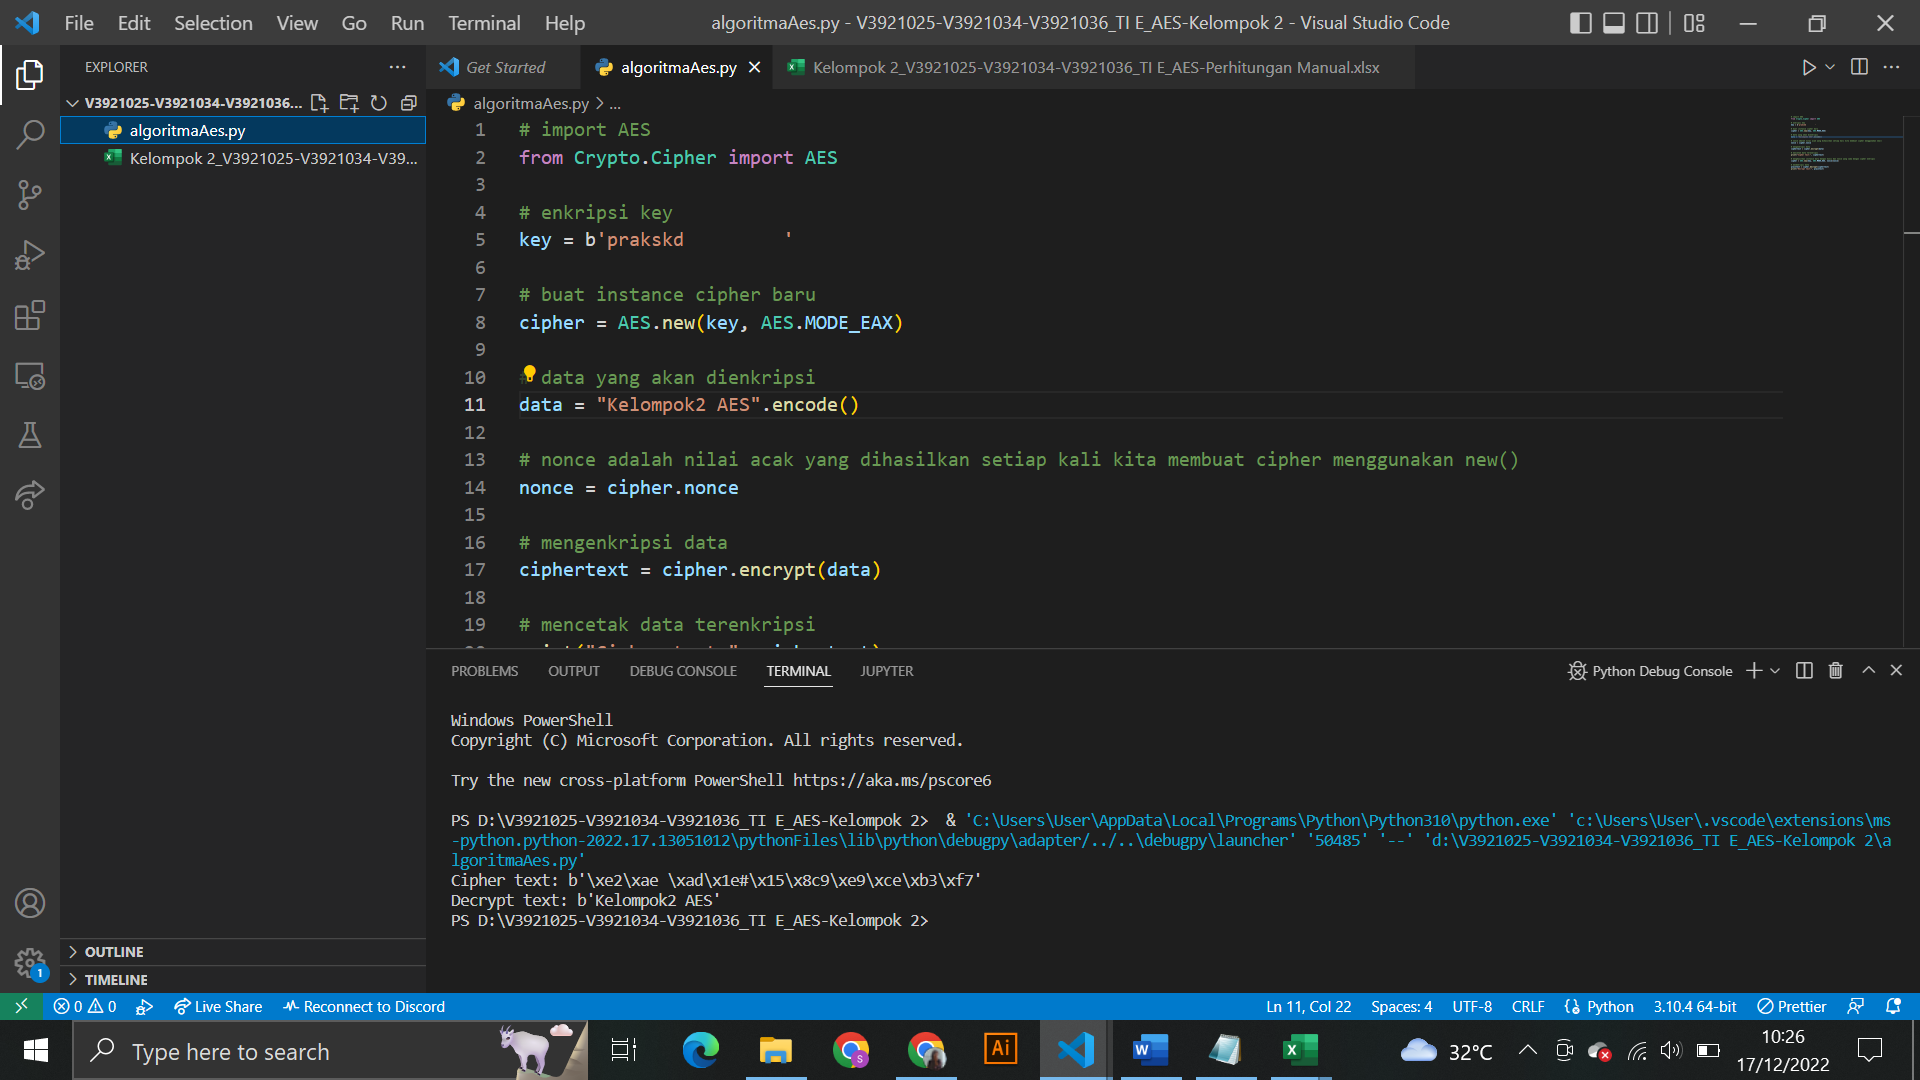 File Edit Selection View Go Run Terminal Help
algoritmaAes.py - V3921025-V3921034-V3921036_TI E_AES-Kelompok 2 - Visual Studio Code
EXPLORER
V3921025-V3921034-V3921036...
algoritmaAes.py
Kelompok 2_V3921025-V3921034-V39...
OUTLINE
TIMELINE
Get Started
algoritmaAes.py
Kelompok 2_V3921025-V3921034-V3921036_TI E_AES-Perhitungan Manual.xlsx
algoritmaAes.py > ...
1 # import AES
2 from Crypto.Cipher import AES
3
4 # enkripsi key
5 key = b'prakskd         '
6
7 # buat instance cipher baru
8 cipher = AES.new(key, AES.MODE_EAX)
9
10 # data yang akan dienkripsi
11 data = "Kelompok2 AES".encode()
12
13 # nonce adalah nilai acak yang dihasilkan setiap kali kita membuat cipher menggunakan new()
14 nonce = cipher.nonce
15
16 # mengenkripsi data
17 ciphertext = cipher.encrypt(data)
18
19 # mencetak data terenkripsi
PROBLEMS OUTPUT DEBUG CONSOLE TERMINAL JUPYTER
Python Debug Console
Windows PowerShell
Copyright (C) Microsoft Corporation. All rights reserved.
Try the new cross-platform PowerShell https://aka.ms/pscore6
PS D:\V3921025-V3921034-V3921036_TI E_AES-Kelompok 2>  & 'C:\Users\User\AppData\Local\Programs\Python\Python310\python.exe' 'c:\Users\User\.vscode\extensions\ms
-python.python-2022.17.13051012\pythonFiles\lib\python\debugpy\adapter/../..\debugpy\launcher' '50485' '--' 'd:\V3921025-V3921034-V3921036_TI E_AES-Kelompok 2\a
lgoritmaAes.py'
Cipher text: b'\xe2\xae \xad\x1e#\x15\x8c9\xe9\xce\xb3\xf7'
Decrypt text: b'Kelompok2 AES'
PS D:\V3921025-V3921034-V3921036_TI E_AES-Kelompok 2>
1
0 0 Live Share Reconnect to Discord
Ln 11, Col 22 Spaces: 4 UTF-8 CRLF Python 3.10.4 64-bit Prettier
Type here to search
S
Ai
W
X
32°C
10:26
17/12/2022